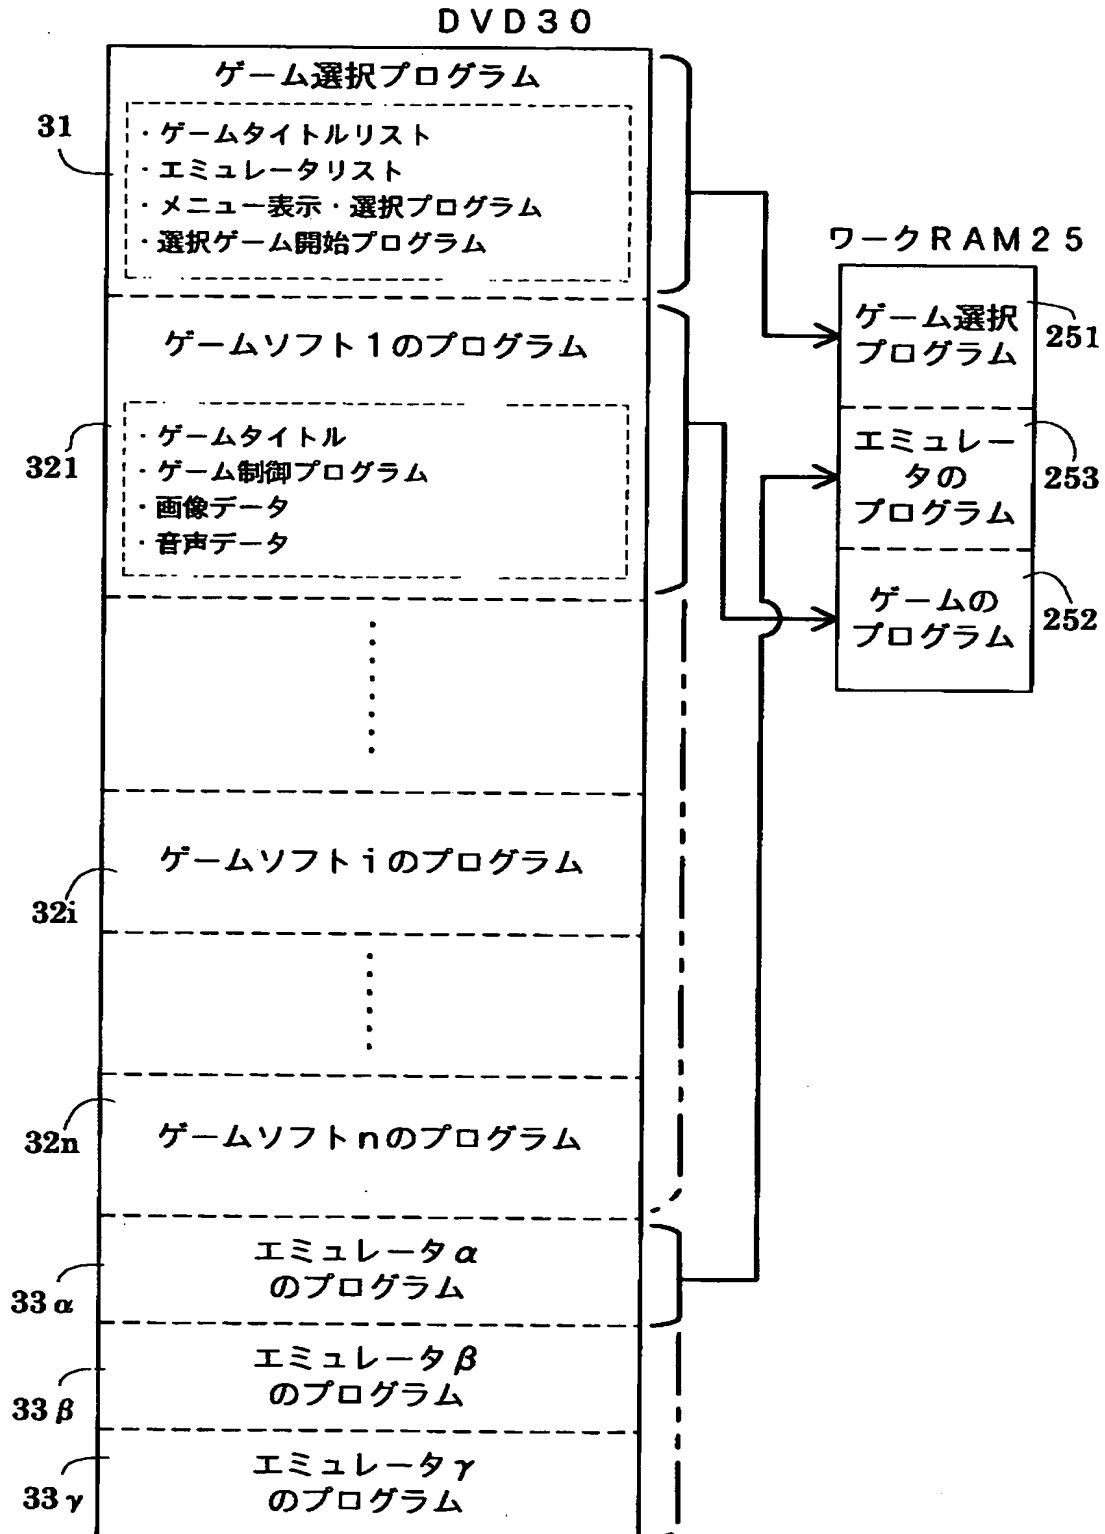 DVD30
ゲーム選択プログラム
31
・ゲームタイトルリスト
・エミュレータリスト
・メニュー表示・選択プログラム
・選択ゲーム開始プログラム
ゲームソフト1のプログラム
321
・ゲームタイトル
・ゲーム制御プログラム
・画像データ
・音声データ
ゲームソフトiのプログラム
32i
ゲームソフトnのプログラム
32n
エミュレータα
のプログラム
33α
エミュレータβ
のプログラム
33β
エミュレータγ
のプログラム
33γ
ワークRAM25
ゲーム選択
プログラム
251
エミュレー
タの
プログラム
253
ゲームの
プログラム
252